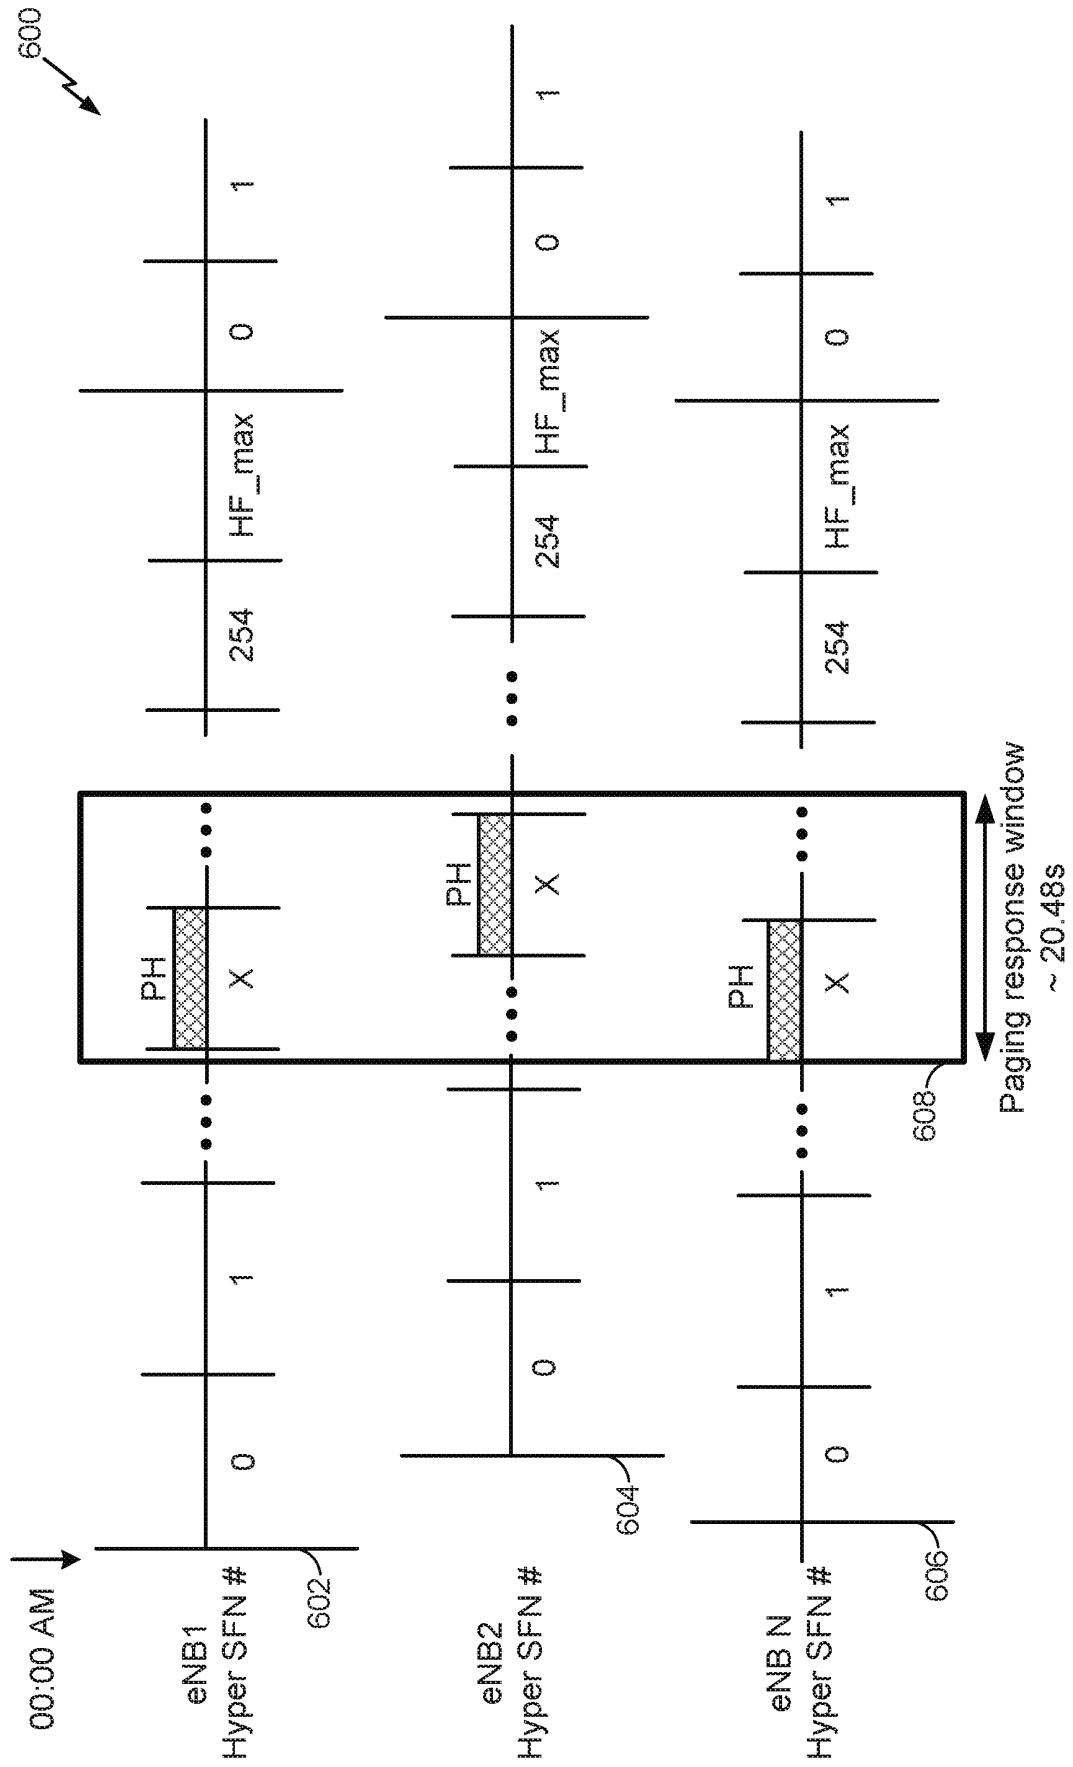 600
00:00 AM
eNB1
Hyper SFN #
602
0
1
PH
X
254
HF_max
0
1
eNB2
Hyper SFN #
604
0
1
PH
X
254
HF_max
0
1
eNB N
Hyper SFN #
606
0
1
PH
X
254
HF_max
0
1
608
Paging response window
~ 20.48s